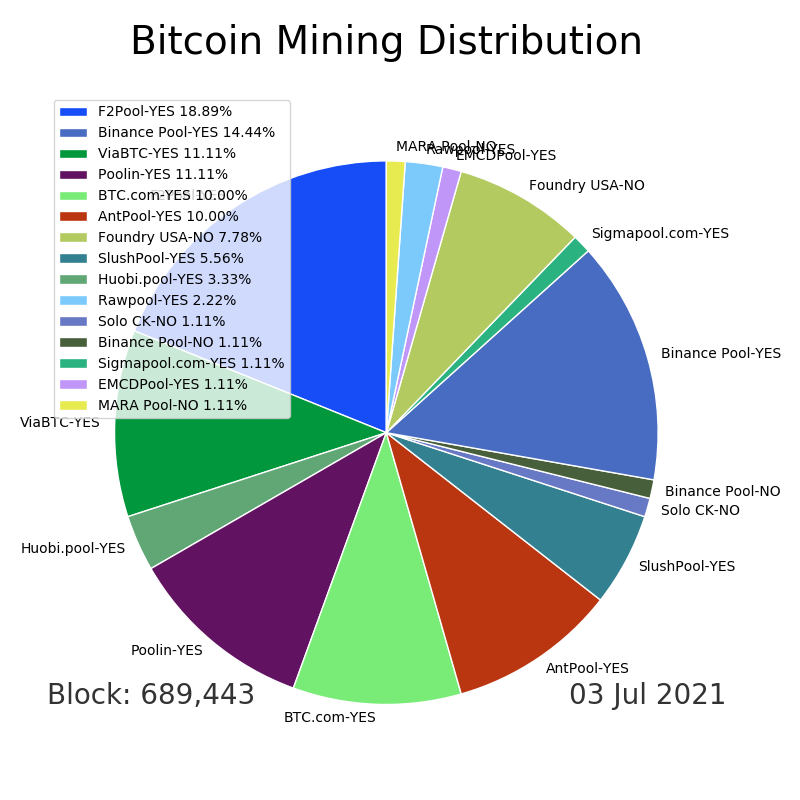 Bitcoin Mining Distribution
F2Pool-YES 18.89%
Binance Pool-YES 14.44%
ViaBTC-YES 11.11%
Poolin-YES 11.11%
BTC.com-YES 10.00%
AntPool-YES 10.00%
Foundry USA-NO 7.78%
SlushPool-YES 5.56%
Huobi.pool-YES 3.33%
Rawpool-YES 2.22%
Solo CK-NO 1.11%
Binance Pool-NO 1.11%
Sigmapool.com-YES 1.11%
EMCDPool-YES 1.11%
MARA Pool-NO 1.11%
MARA Pool-NO
Rawpool-YES
EMCDPool-YES
Foundry USA-NO
Sigmapool.com-YES
Binance Pool-YES
Binance Pool-NO
Solo CK-NO
SlushPool-YES
AntPool-YES
BTC.com-YES
Poolin-YES
Huobi.pool-YES
ViaBTC-YES
Block: 689,443
03 Jul 2021